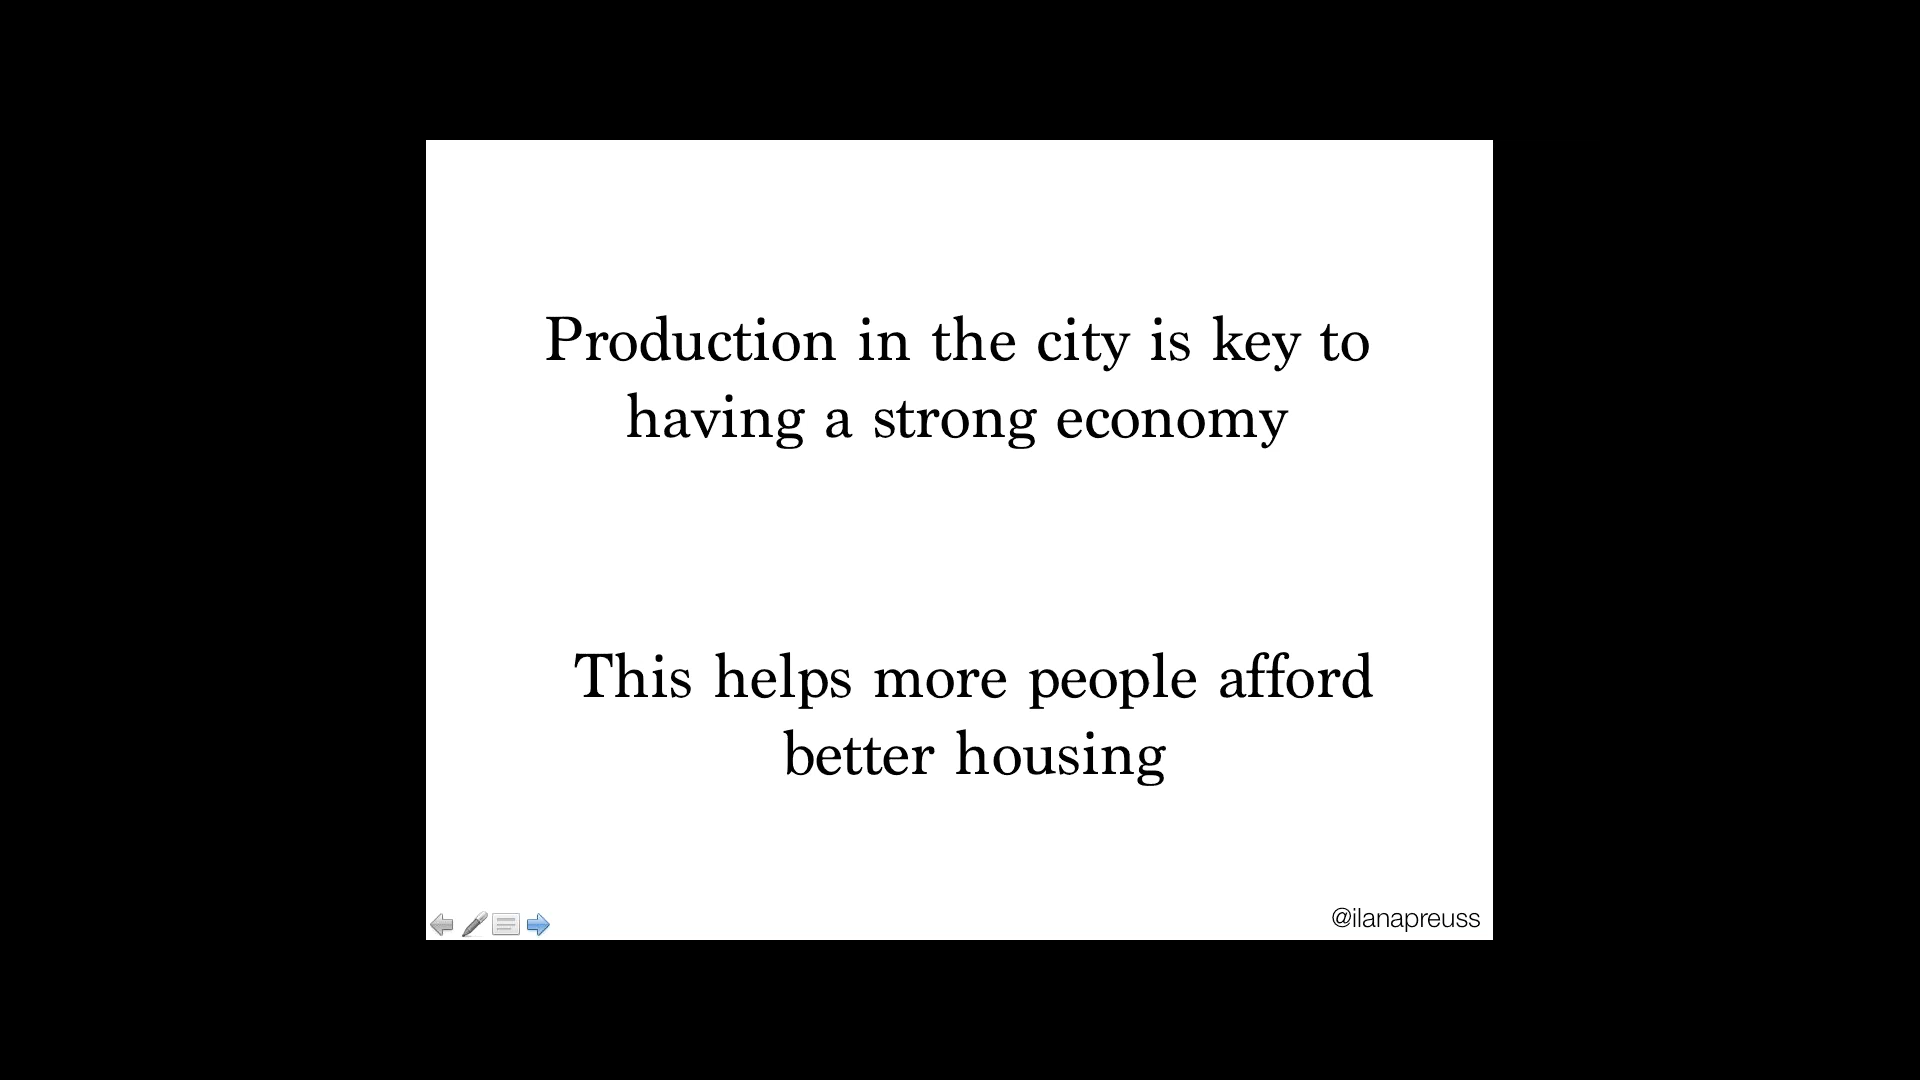 Production in the city is key to
having a strong economy
This helps more people afford
better housing
@ilanapreuss